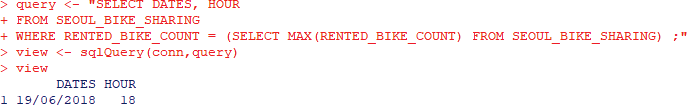 > query <- "SELECT DATES, HOUR
+ FROM SEOUL_BIKE_SHARING
+ WHERE RENTED_BIKE_COUNT = (SELECT MAX(RENTED_BIKE_COUNT) FROM SEOUL_BIKE_SHARING) ;"
> view <- sqlQuery(conn,query)
> view
DATES HOUR
1 19/06/2018 18